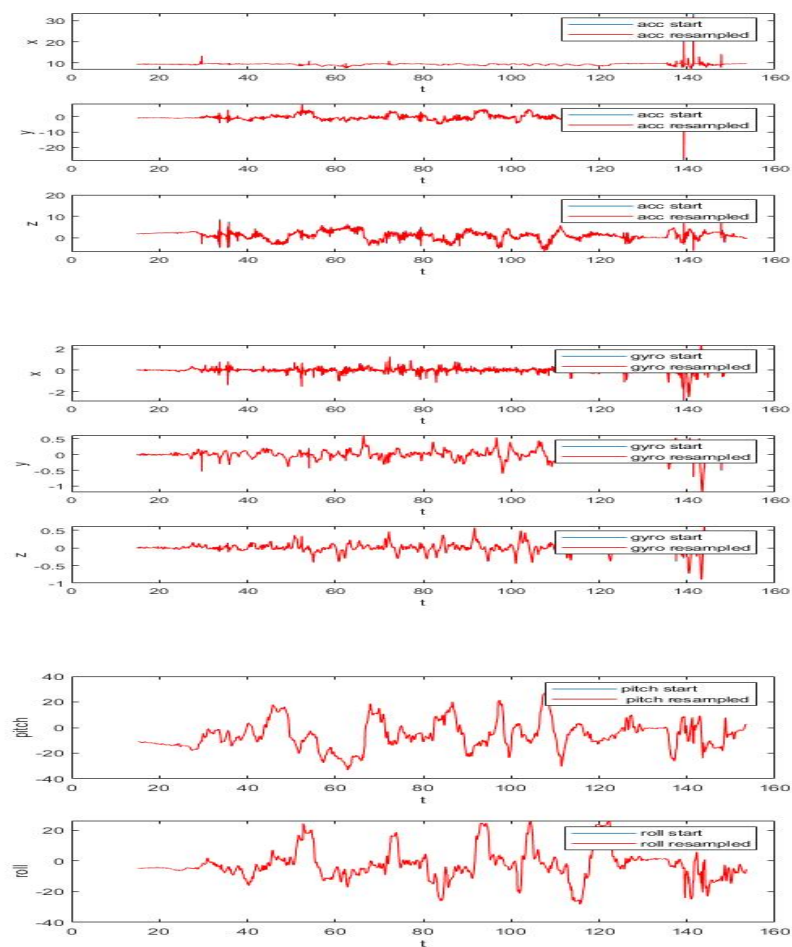 30
20
10
x
acc start
acc resampled
0 20 40 60 80 100 120 140 160
t
0
-10
-20
y
acc start
acc resampled
0 20 40 60 80 100 120 140 160
t
20
10
0
z
acc start
acc resampled
0 20 40 60 80 100 120 140 160
t
2
0
-2
x
gyro start
gyro resampled
0 20 40 60 80 100 120 140 160
t
0.5
0
-0.5
-1
y
gyro start
gyro resampled
0 20 40 60 80 100 120 140 160
t
0.5
0
-0.5
-1
z
gyro start
gyro resampled
0 20 40 60 80 100 120 140 160
t
40
20
0
-20
-40
pitch
pitch start
pitch resampled
0 20 40 60 80 100 120 140 160
t
20
0
-20
-40
roll
roll start
roll resampled
0 20 40 60 80 100 120 140 160
t